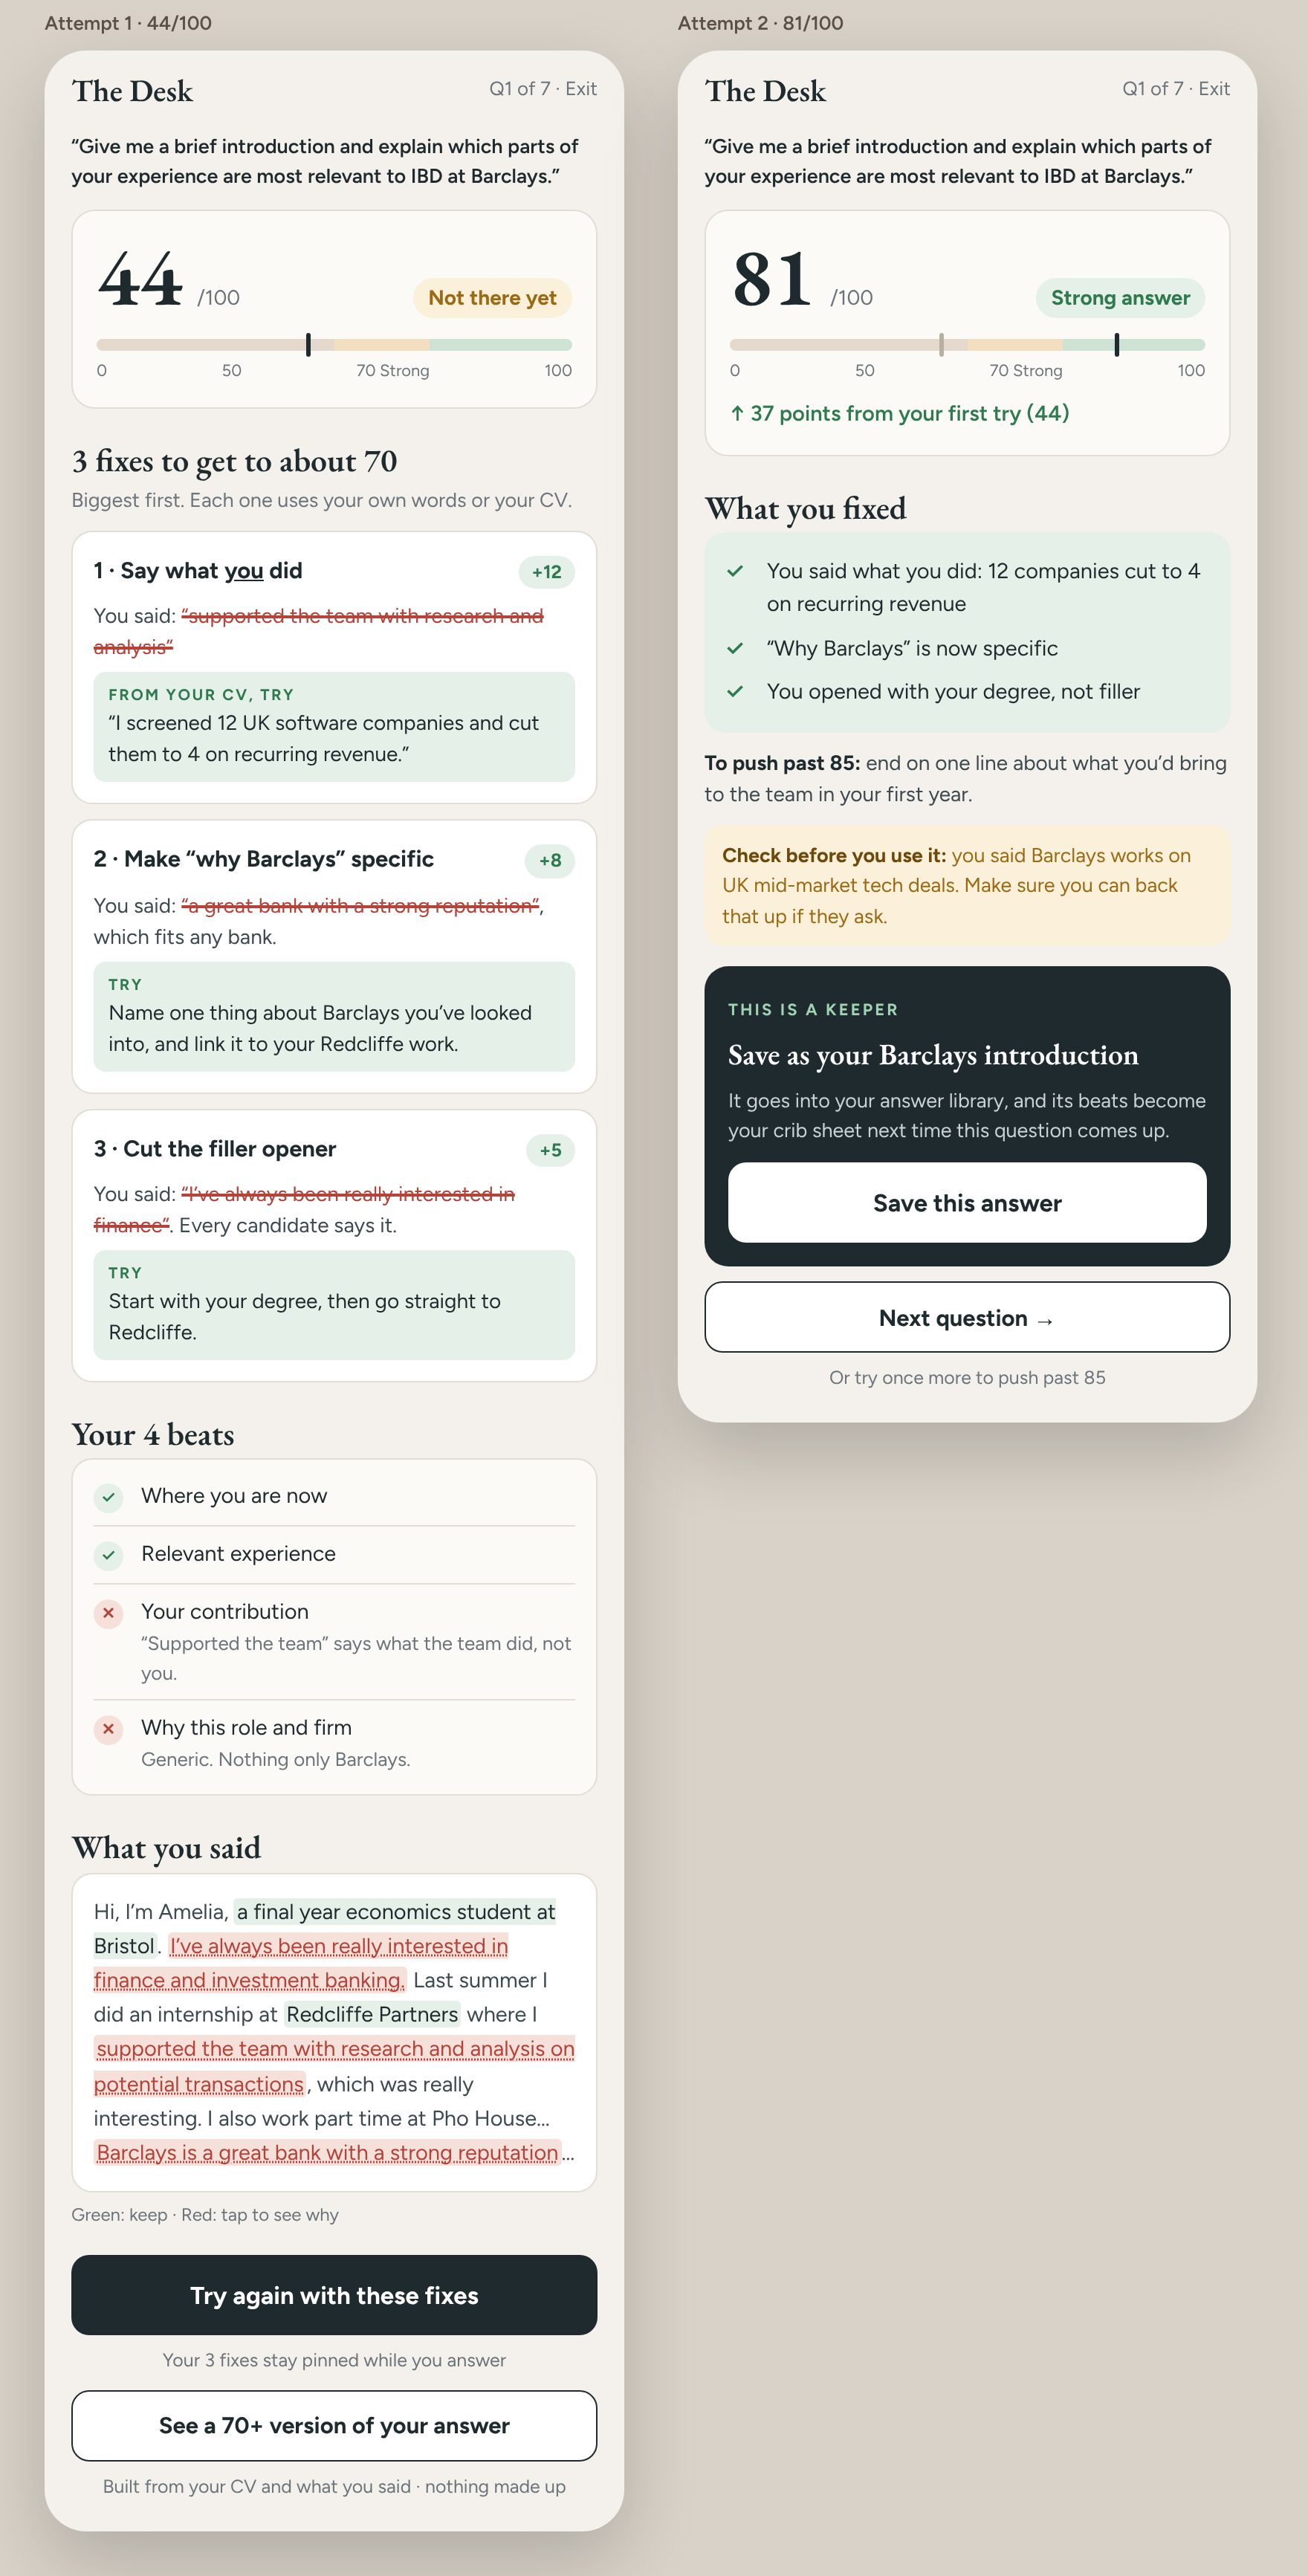 Attempt 1 · 44/100
The Desk
Q1 of 7 · Exit
“Give me a brief introduction and explain which parts of
your experience are most relevant to IBD at Barclays.”
44 /100
Not there yet
0 50 70 Strong 100
3 fixes to get to about 70
Biggest first. Each one uses your own words or your CV.
1 · Say what you did
+12
You said: “supported the team with research and
analysis”
FROM YOUR CV, TRY
“I screened 12 UK software companies and cut
them to 4 on recurring revenue.”
2 · Make “why Barclays” specific
+8
You said: “a great bank with a strong reputation”,
which fits any bank.
TRY
Name one thing about Barclays you’ve looked
into, and link it to your Redcliffe work.
3 · Cut the filler opener
+5
You said: “I’ve always been really interested in
finance”. Every candidate says it.
TRY
Start with your degree, then go straight to
Redcliffe.
Your 4 beats
✓ Where you are now
✓ Relevant experience
✕ Your contribution
“Supported the team” says what the team did, not
you.
✕ Why this role and firm
Generic. Nothing only Barclays.
What you said
Hi, I’m Amelia, a final year economics student at
Bristol. I’ve always been really interested in
finance and investment banking. Last summer I
did an internship at Redcliffe Partners where I
supported the team with research and analysis on
potential transactions, which was really
interesting. I also work part time at Pho House…
Barclays is a great bank with a strong reputation…
Green: keep · Red: tap to see why
Try again with these fixes
Your 3 fixes stay pinned while you answer
See a 70+ version of your answer
Built from your CV and what you said · nothing made up
Attempt 2 · 81/100
The Desk
Q1 of 7 · Exit
“Give me a brief introduction and explain which parts of
your experience are most relevant to IBD at Barclays.”
81 /100
Strong answer
0 50 70 Strong 100
↑ 37 points from your first try (44)
What you fixed
✓ You said what you did: 12 companies cut to 4
on recurring revenue
✓ “Why Barclays” is now specific
✓ You opened with your degree, not filler
To push past 85: end on one line about what you’d bring
to the team in your first year.
Check before you use it: you said Barclays works on
UK mid-market tech deals. Make sure you can back
that up if they ask.
THIS IS A KEEPER
Save as your Barclays introduction
It goes into your answer library, and its beats become
your crib sheet next time this question comes up.
Save this answer
Next question →
Or try once more to push past 85